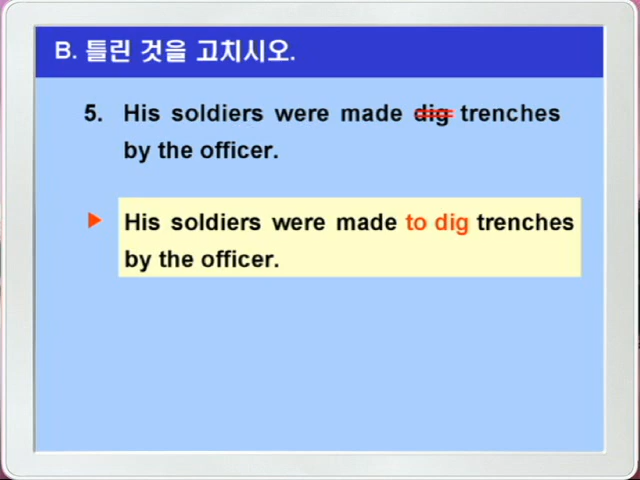 B. 틀린 것을 고치시오.
5. His soldiers were made dig trenches
by the officer.
His soldiers were made to dig trenches
by the officer.